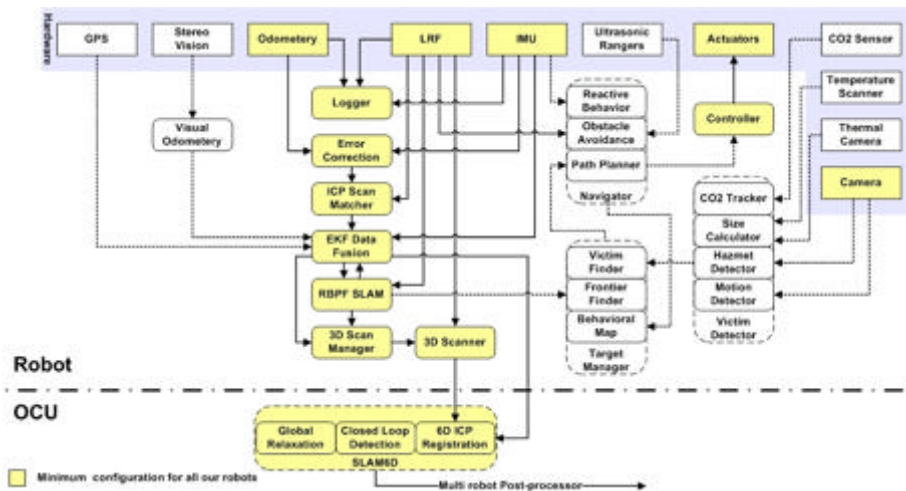 Hardware
GPS
Stereo
Vision
Odometery
LRF
IMU
Ultrasonic
Rangers
Actuators
CO2 Sensor
Temperature
Scanner
Thermal
Camera
Camera
Logger
Reactive
Behavior
Controller
Visual
Odometery
Error
Correction
Obstacle
Avoidance
Path Planner
Navigator
ICP Scan
Matcher
CO2 Tracker
Size
Calculator
Hazmet
Detector
Motion
Detector
Victim
Detector
EKF Data
Fusion
Victim
Finder
Frontier
Finder
Behavioral
Map
Target
Manager
RBPF SLAM
3D Scan
Manager
3D Scanner
Robot
OCU
Global
Relaxation
Closed Loop
Detection
6D ICP
Registration
SLAM6D
Minimum configuration for all our robots
Multi robot Post-processor